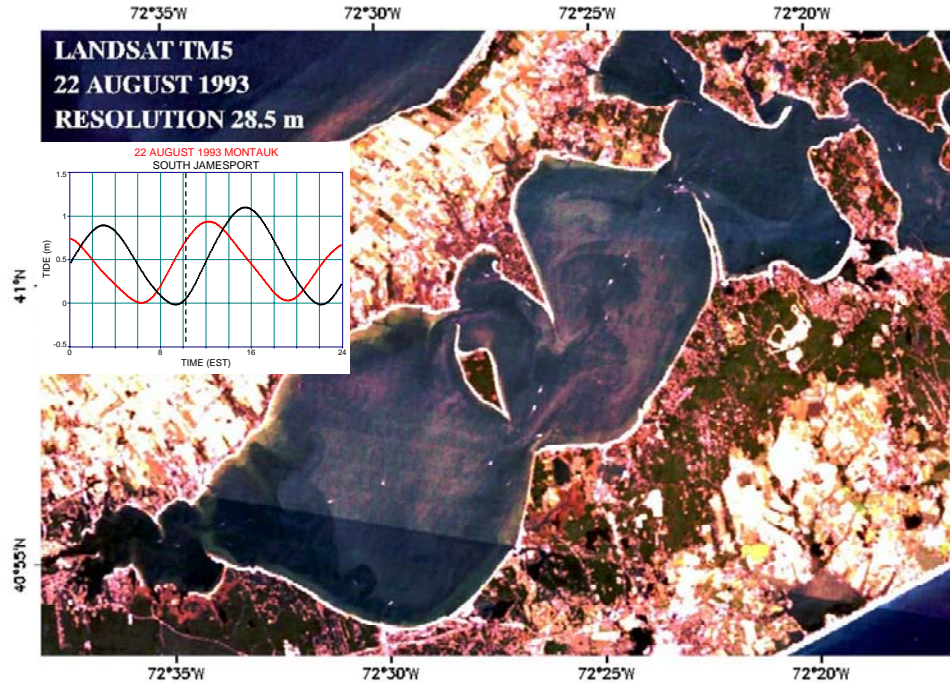 72°35'W 72°30'W 72°25'W 72°20'W
LANDSAT TM5
22 AUGUST 1993
RESOLUTION 28.5 m
22 AUGUST 1993 MONTAUK
SOUTH JAMESPORT
1.5
1
0.5
0
-0.5
TIDE (m)
0 8 16 24
TIME (EST)
41°N
40°55'N
72°35'W 72°30'W 72°25'W 72°20'W